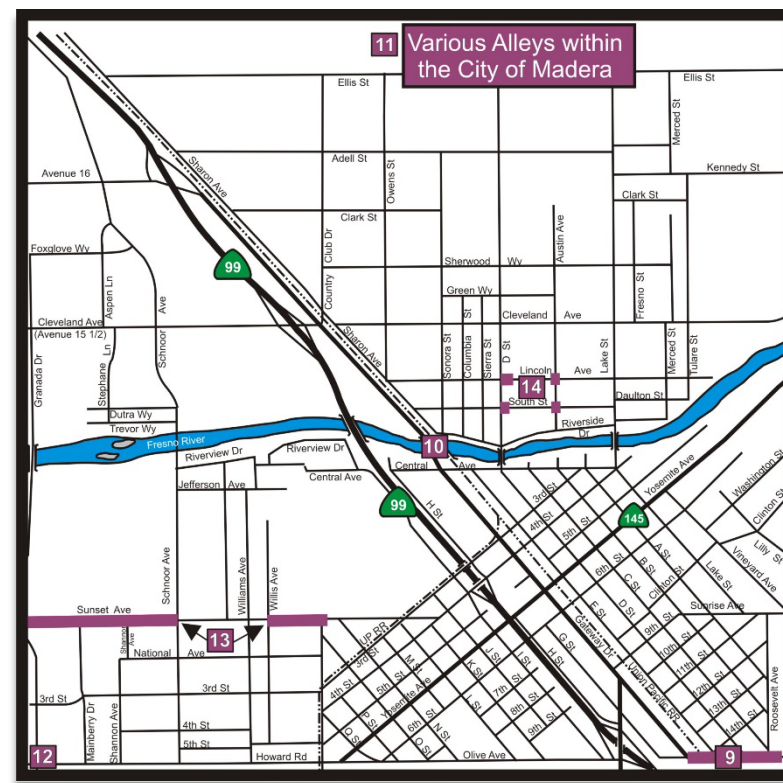 11
Various Alleys within
the City of Madera
Ellis St
Ellis St
Merced St
Adell St
Sharon Ave
Owens St
Kennedy St
Avenue 16
Clark St
Clark St
Austin Ave
Foxglove Wy
Country Club Dr
Sherwood Wy
99
Aspen Ln
Green Wy
Fresno St
Schnoor Ave
Cleveland Ave
(Avenue 15 1/2)
Cleveland Ave
Sharon Ave
Sonora St
Columbia St
Sierra St
D St
Lake St
Merced St
Tulare St
Granada Dr
Stephane Ln
Lincoln Ave
14
South St
Daulton St
Dutra Wy
Trevor Wy
Riverside Dr
Fresno River
10
Riverview Dr
Riverview Dr
Central Ave
Central Ave
Yosemite Ave
Jefferson Ave
99
H St
3rd St
4th St
5th St
145
Washington St
Clinton St
Lilly St
Vineyard Ave
Schnoor Ave
Williams Ave
Willis Ave
6th St
A St
B St
C St
Clinton St
D St
E St
Lake St
Sunrise Ave
Sunset Ave
13
Shannon Ave
National Ave
UP RR
3rd St
4th St
5th St
Yosemite Ave
6th St
M St
N St
O St
P St
Q St
J St
K St
L St
I St
H St
G St
7th St
8th St
9th St
Gateway Dr
Union Pacific RR
9th St
10th St
11th St
12th St
13th St
14th St
Roosevelt Ave
3rd St
3rd St
Mainberry Dr
Shannon Ave
4th St
5th St
12
Howard Rd
Olive Ave
9